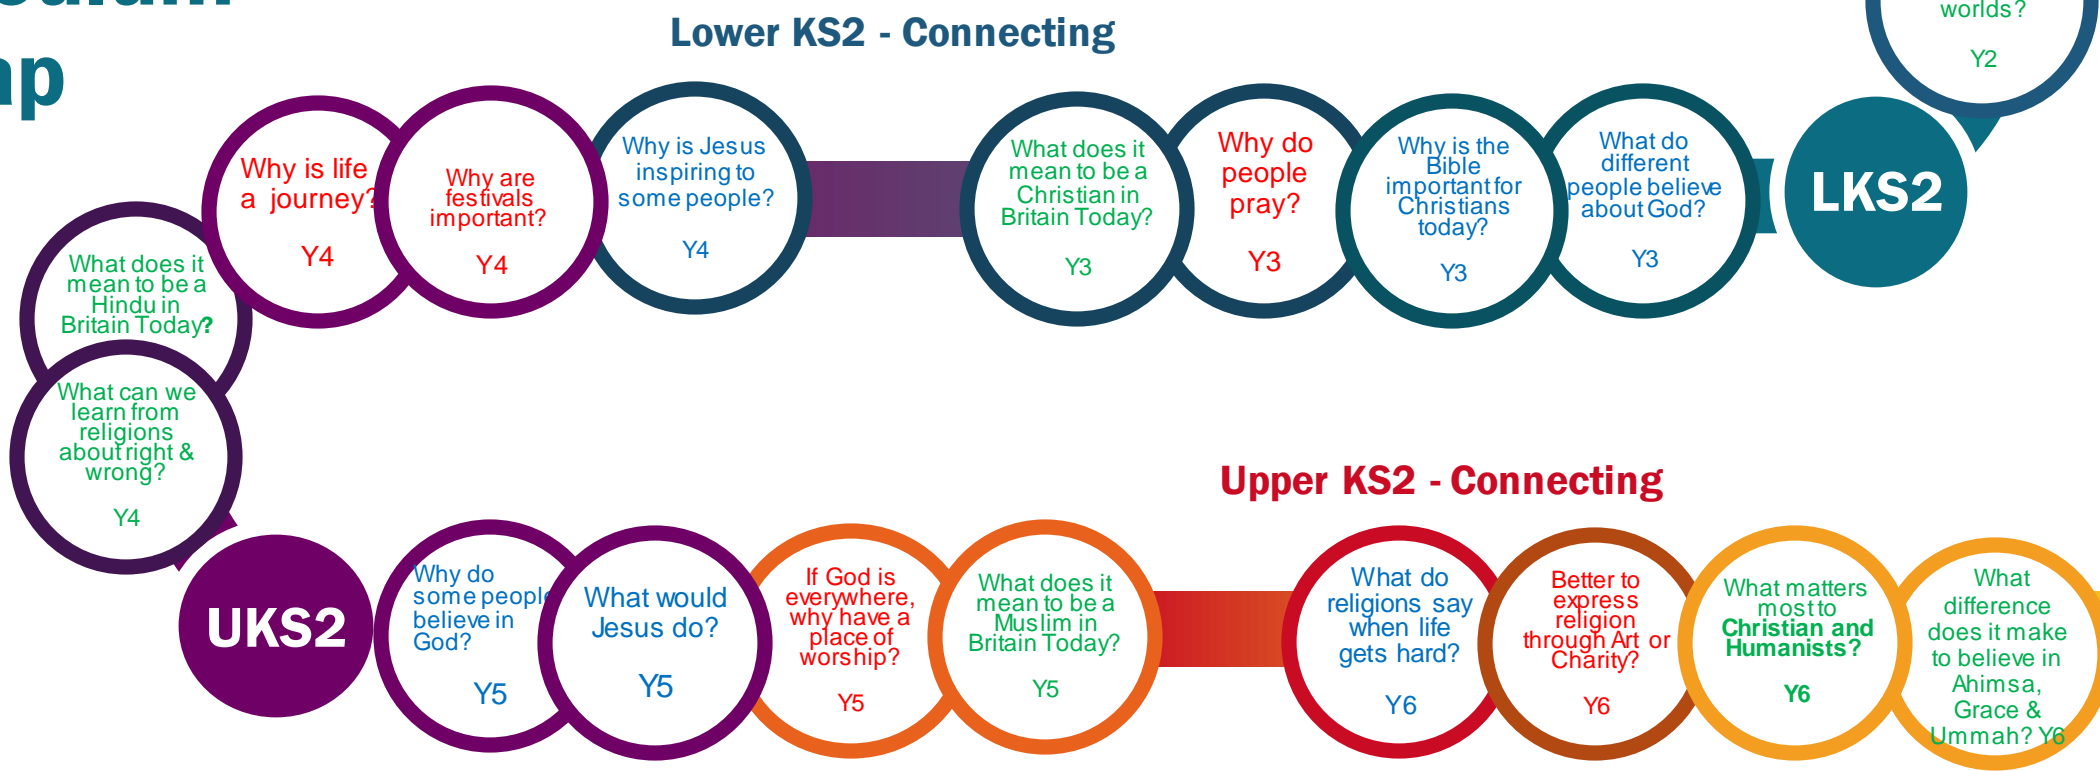 Lower KS2 - Connecting
worlds?
Y2
LKS2
What do
different
people believe
about God?
Y3
Why is the
Bible
important for
Christians
today?
Y3
Why do
people
pray?
Y3
What does it
mean to be a
Christian in
Britain Today?
Y3
Why is Jesus
inspiring to
some people?
Y4
Why are
festivals
important?
Y4
Why is life
a journey?
Y4
What does it
mean to be a
Hindu in
Britain Today?
What can we
learn from
religions
about right &
wrong?
Y4
Upper KS2 - Connecting
UKS2
Why do
some people
believe in
God?
Y5
What would
Jesus do?
Y5
If God is
everywhere,
why have a
place of
worship?
Y5
What does it
mean to be a
Muslim in
Britain Today?
Y5
What do
religions say
when life
gets hard?
Y6
Better to
express
religion
through Art or
Charity?
Y6
What matters
most to
Christian and
Humanists?
Y6
What
difference
does it make
to believe in
Ahimsa,
Grace &
Ummah? Y6